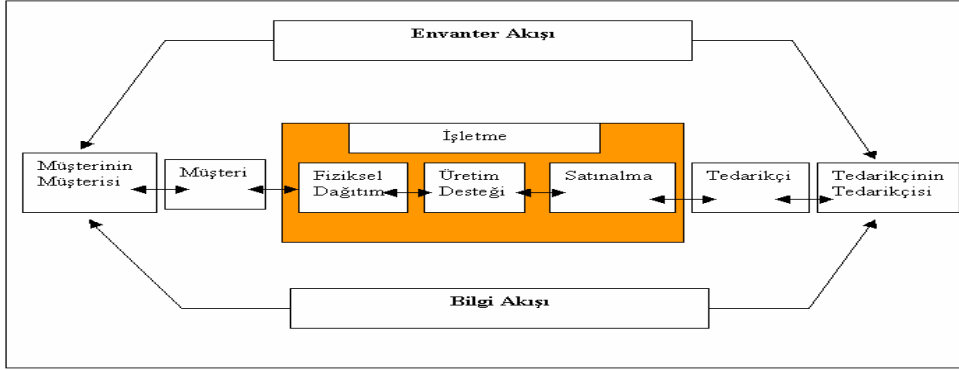 Envanter Akışı
İşletme
Müşterinin
Müşterisi
Müşteri
Fiziksel
Dağıtım
Üretim
Desteği
Satınalma
Tedarikçi
Tedarikçinin
Tedarikçisi
Bilgi Akışı